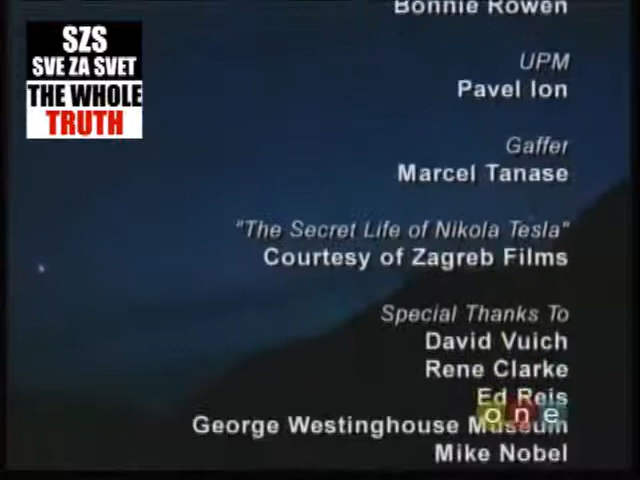 SZS
SVE ZA SVET
THE WHOLE
TRUTH
Bonnie Rowen
UPM
Pavel Ion
Gaffer
Marcel Tanase
"The Secret Life of Nikola Tesla"
Courtesy of Zagreb Films
Special Thanks To
David Vuich
Rene Clarke
Ed Reis
George Westinghouse Museum
one
Mike Nobel